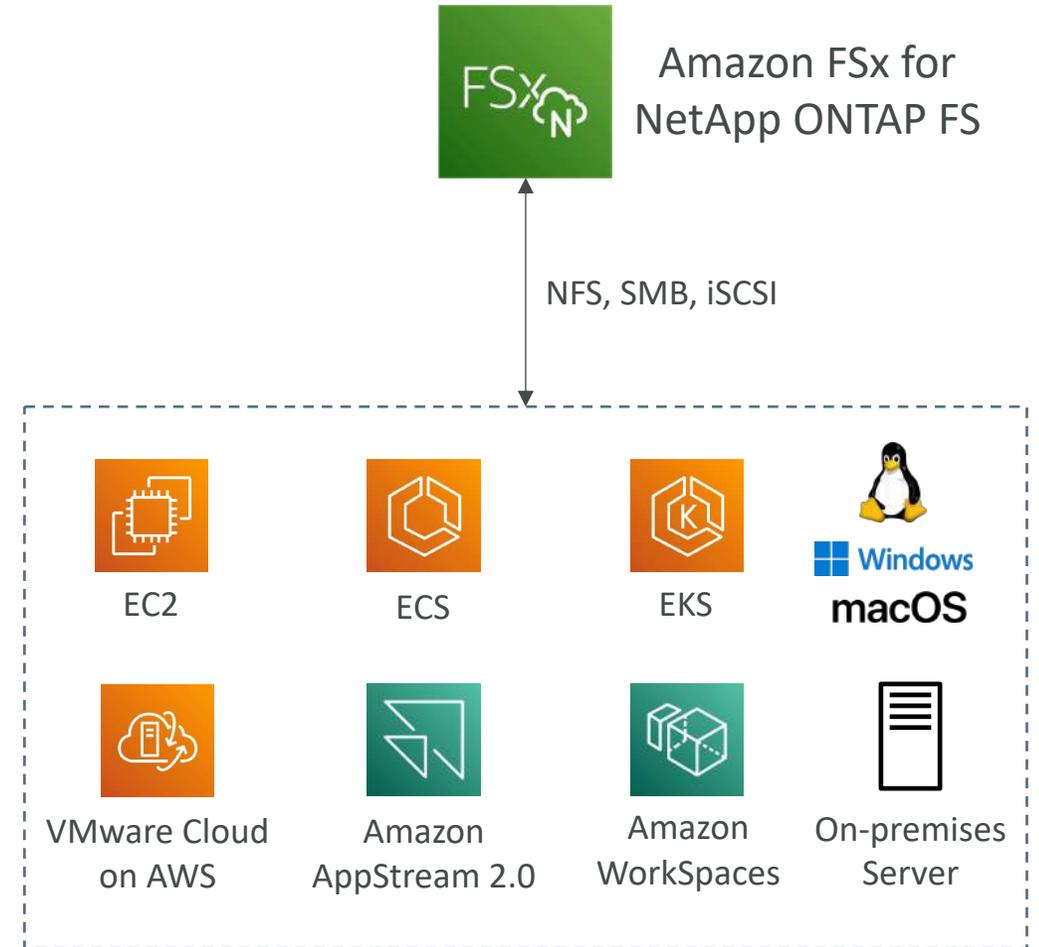 FSx
N
Amazon FSx for
NetApp ONTAP FS
NFS, SMB, iSCSI
K
Windows
macOS
EC2
ECS
EKS
VMware Cloud
on AWS
Amazon
AppStream 2.0
Amazon
WorkSpaces
On-premises
Server